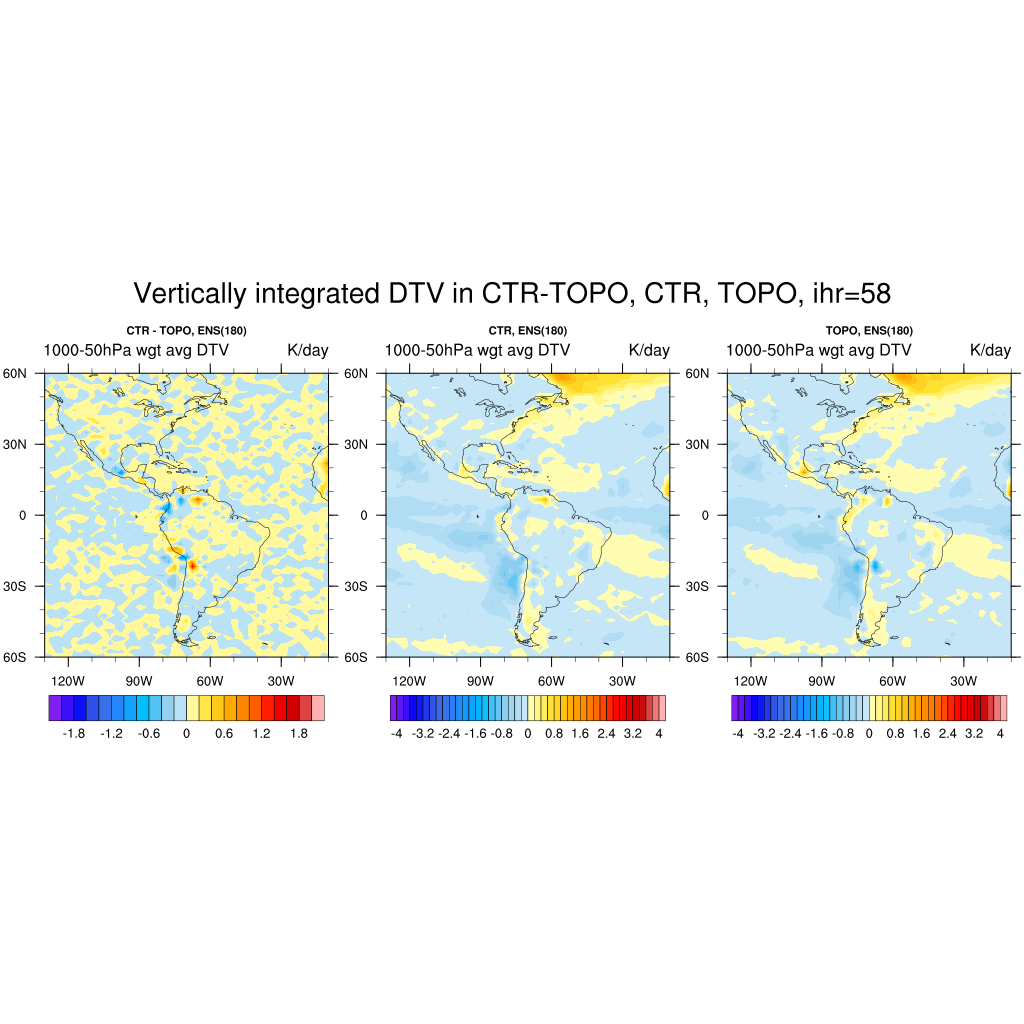 Vertically integrated DTV in CTR-TOPO, CTR, TOPO, ihr=58
CTR - TOPO, ENS(180)
1000-50hPa wgt avg DTV K/day
60N
30N
0
30S
60S
120W 90W 60W 30W
-1.8 -1.2 -0.6 0 0.6 1.2 1.8
CTR, ENS(180)
1000-50hPa wgt avg DTV K/day
60N
30N
0
30S
60S
120W 90W 60W 30W
-4 -3.2 -2.4 -1.6 -0.8 0 0.8 1.6 2.4 3.2 4
TOPO, ENS(180)
1000-50hPa wgt avg DTV K/day
60N
30N
0
30S
60S
120W 90W 60W 30W
-4 -3.2 -2.4 -1.6 -0.8 0 0.8 1.6 2.4 3.2 4